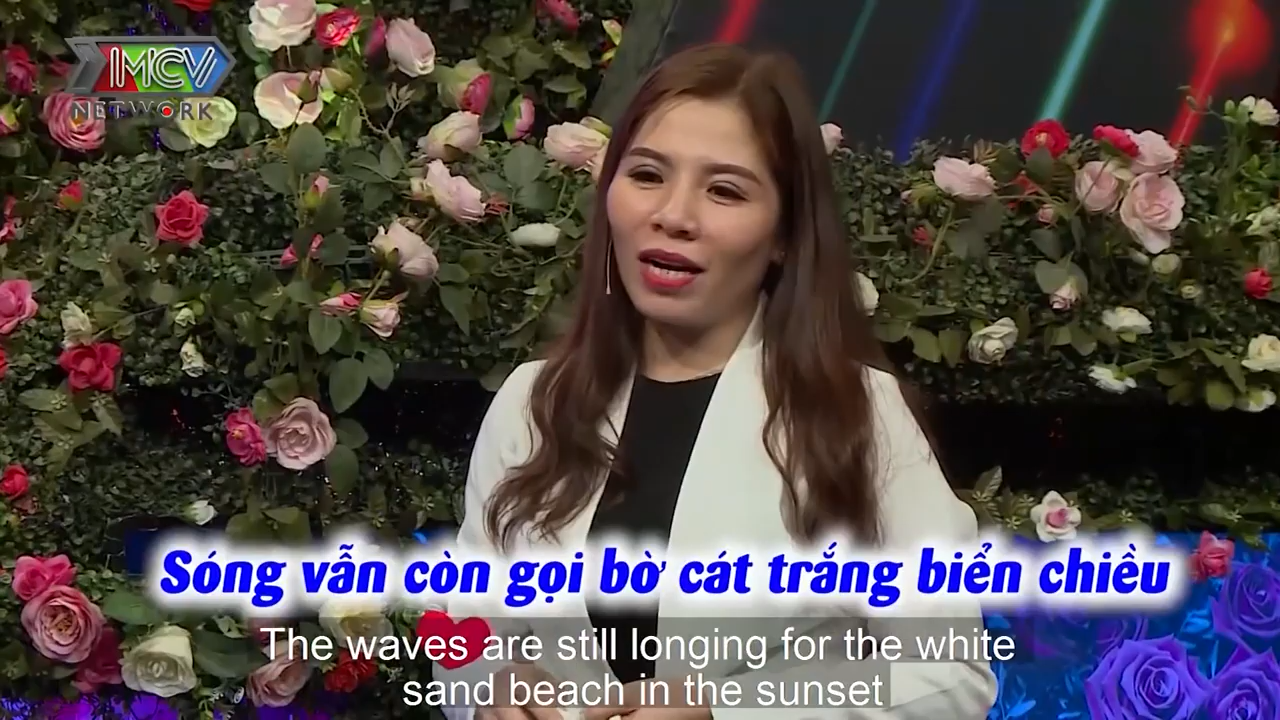 MCV
NETWORK
Sóng vẫn còn gọi bờ cát trắng biển chiều
The waves are still longing for the white
sand beach in the sunset